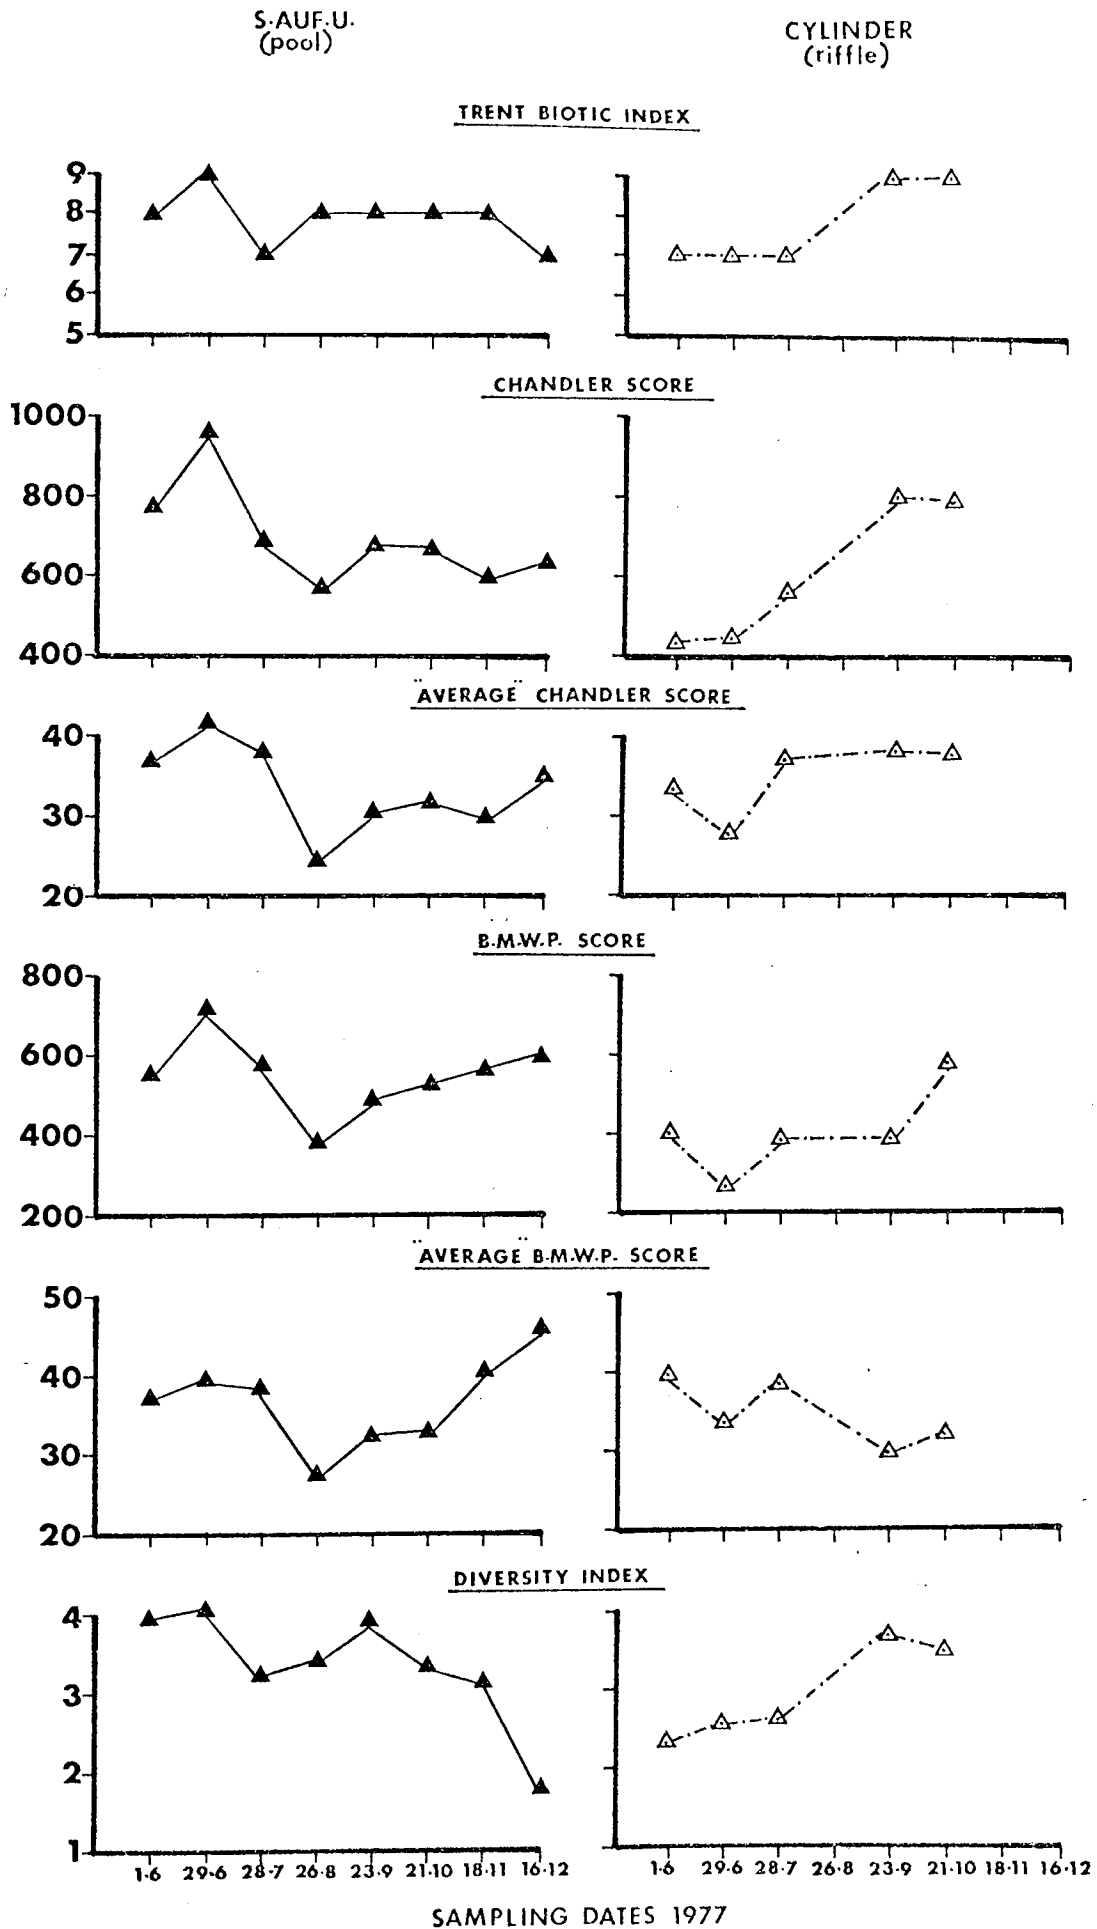 S.AUF.U.
(pool)
CYLINDER
(riffle)
TRENT BIOTIC INDEX
9
8
7
6
5
CHANDLER SCORE
1000
800
600
400
"AVERAGE" CHANDLER SCORE
40
30
20
B.M.W.P. SCORE
800
600
400
200
"AVERAGE" B.M.W.P. SCORE
50
40
30
20
DIVERSITY INDEX
4
3
2
1
1·6 29·6 28·7 26·8 23·9 21·10 18·11 16·12
1·6 29·6 28·7 26·8 23·9 21·10 18·11 16·12
SAMPLING DATES 1977